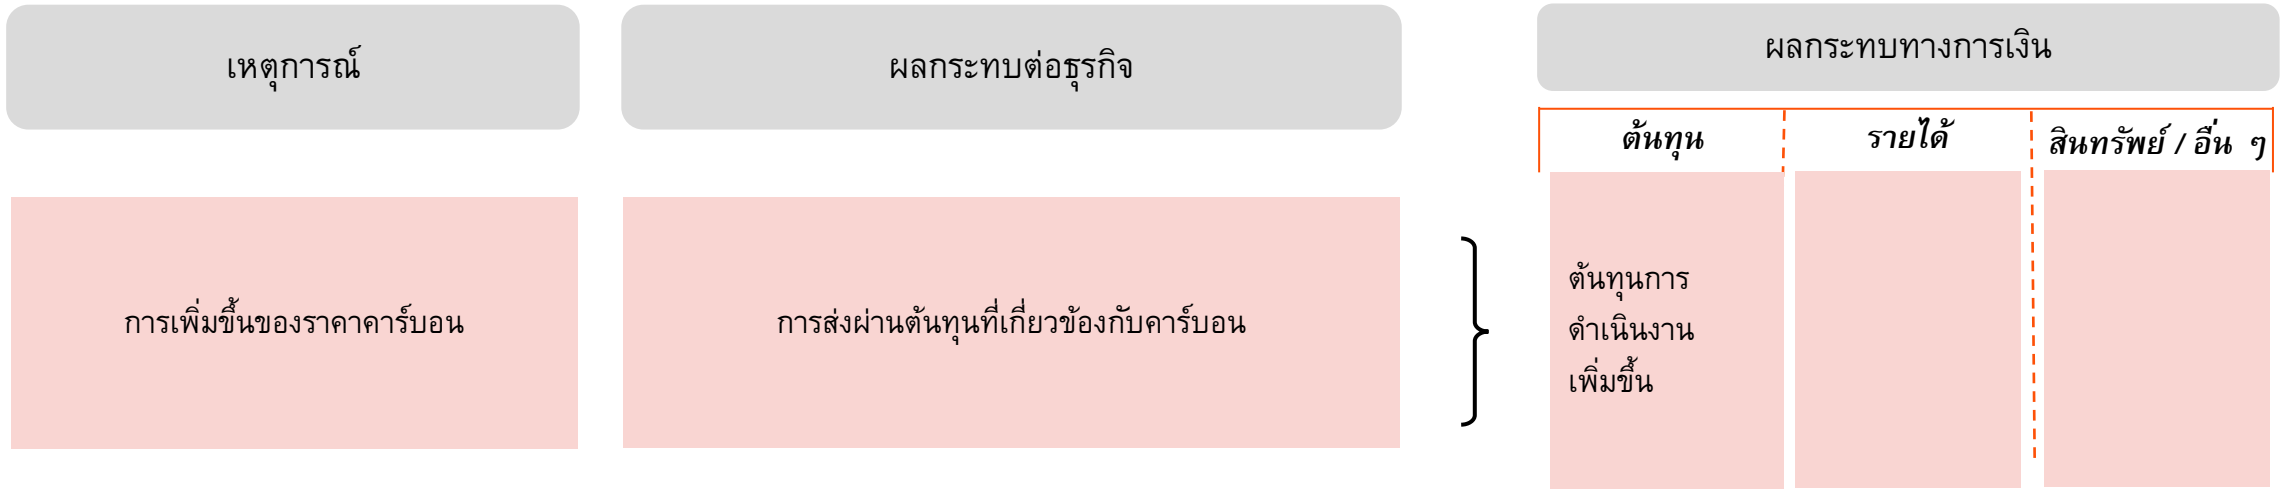 เหตุการณ์
ผลกระทบต่อธุรกิจ
ผลกระทบทางการเงิน
ต้นทุน
รายได้
สินทรัพย์ / อื่น ๆ
การเพิ่มขึ้นของราคาคาร์บอน
การส่งผ่านต้นทุนที่เกี่ยวข้องกับคาร์บอน
ต้นทุนการ
ดำเนินงาน
เพิ่มขึ้น